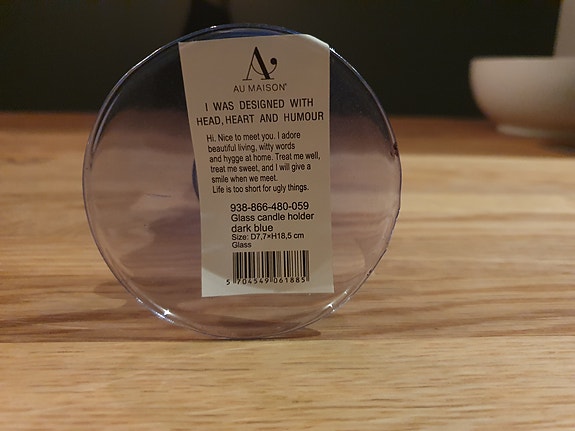 A
AU MAISON®
I WAS DESIGNED WITH
HEAD, HEART AND HUMOUR
Hi. Nice to meet you. I adore
beautiful living, witty words
and hygge at home. Treat me well,
treat me sweet, and I will give a
smile when we meet.
Life is too short for ugly things.
938-866-480-059
Glass candle holder
dark blue
Size: D7,7×H18,5 cm
Glass
5 704549 061885